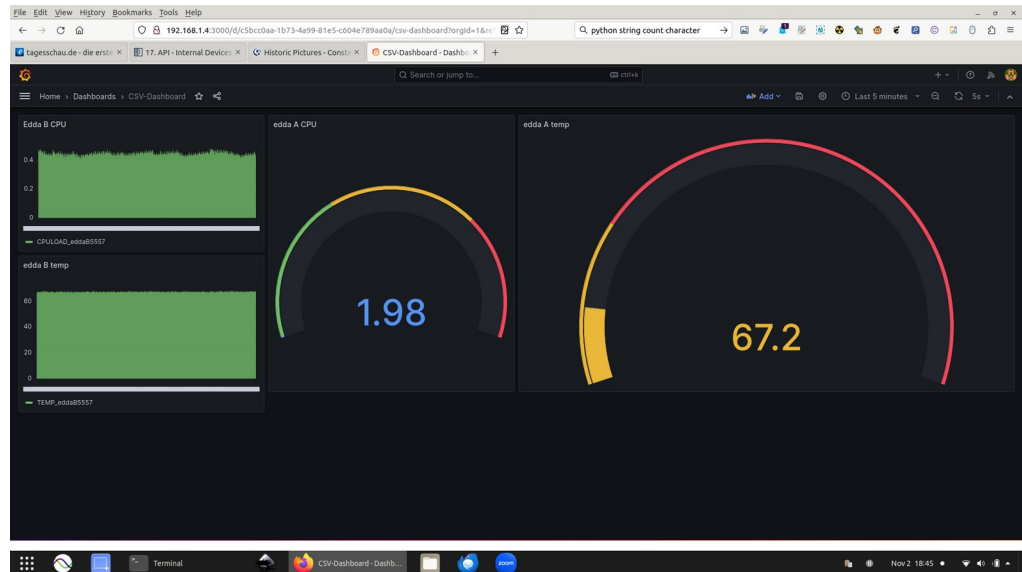 File Edit View History Bookmarks Tools Help
192.168.1.4:3000/d/c5bcc0aa-1b73-4a99-81e5-c604e789aa0a/csv-dashboard?orgId=1&re
python string count character
tagesschau.de - die erste
17. API - Internal Devices
Historic Pictures - Conste
CSV-Dashboard - Dashbo
Search or jump to...
ctrl+k
Home › Dashboards › CSV-Dashboard
Add
Last 5 minutes
5s
Edda B CPU
0.4
0.2
0
CPULOAD_eddaB5557
edda B temp
60
40
20
0
TEMP_eddaB5557
edda A CPU
1.98
edda A temp
67.2
Terminal
CSV-Dashboard - Dashb...
zoom
Nov 2 18:45